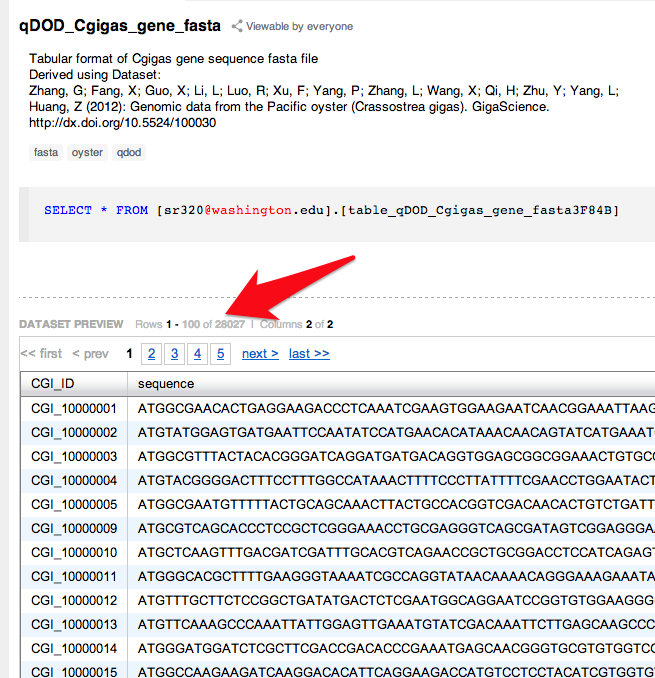 qDOD_Cgigas_gene_fasta Viewable by everyone
Tabular format of Cgigas gene sequence fasta file
Derived using Dataset:
Zhang, G; Fang, X; Guo, X; Li, L; Luo, R; Xu, F; Yang, P; Zhang, L; Wang, X; Qi, H; Zhu, Y; Yang, L;
Huang, Z (2012): Genomic data from the Pacific oyster (Crassostrea gigas). GigaScience.
http://dx.doi.org/10.5524/100030
fasta oyster qdod
SELECT * FROM [sr320@washington.edu].[table_qDOD_Cgigas_gene_fasta3F84B]
DATASET PREVIEW Rows 1 - 100 of 28027 | Columns 2 of 2
<< first < prev 1 2 3 4 5 next > last >>
CGI_ID sequence
CGI_10000001 ATGGCGAACACTGAGGAAGACCCTCAAATCGAAGTGGAAGAATCAACGGAAATTAAG
CGI_10000002 ATGTATGGAGTGATGAATTCCAATATCCATGAACACATAAACAACAGTATCATGAAAT
CGI_10000003 ATGGCGTTTACTACACGGGATCAGGATGATGACAGGTGGAGCGGCGGAAACTGTGC
CGI_10000004 ATGTACGGGGACTTTCCTTTGGCCATAAACTTTTCCCTTATTTTCGAACCTGGAATACT
CGI_10000005 ATGGCGAATGTTTTTACTGCAGCAAACTTACTGCCACGGTCGACAACACTGTCTGATT
CGI_10000009 ATGCGTCAGCACCCTCCGCTCGGGAAACCTGCGAGGGTCAGCGATAGTCGGAGGGA
CGI_10000010 ATGCTCAAGTTTGACGATCGATTTGCACGTCAGAACCGCTGCGGACCTCCATCAGAGT
CGI_10000011 ATGGGCACGCTTTTGAAGGGTAAAATCGCCAGGTATAACAAAACAGGGAAAGAAATA
CGI_10000012 ATGTTTGCTTCTCCGGCTGATATGACTCTCGAATGGCAGGAATCCGGTGTGGAAGGG
CGI_10000013 ATGTTCAAAGCCCAAATTATTGGAGTTGAAATGTATCGACAAATTCTTGAGCAAGCCC
CGI_10000014 ATGGGATGGATCTCGCTTCGACCGACACCCGAAATGAGCAACGGGTGCGTGTGGTC
CGI_10000015 ATGGCCAAGAAGATCAAGGACACATTCAGGAAGACCATGTCCTCCTACATCGTGGTG